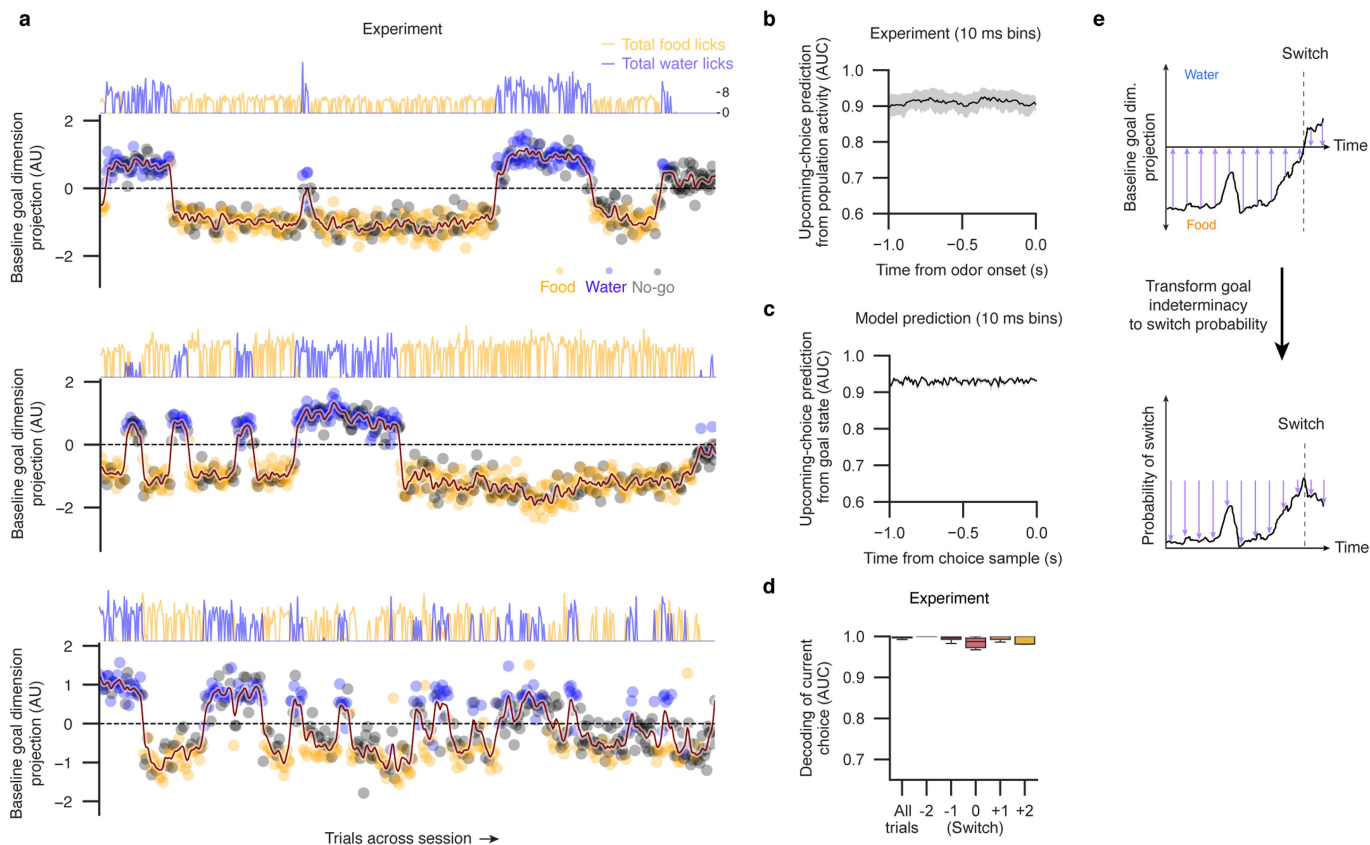 a
Experiment
Total food licks
Total water licks
8
0
Baseline goal dimension
projection (AU)
2
0
−2
Food Water No-go
Baseline goal dimension
projection (AU)
2
0
−2
Baseline goal dimension
projection (AU)
2
1
0
−1
−2
Trials across session →
b
Experiment (10 ms bins)
Upcoming-choice prediction
from population activity (AUC)
1.0
0.9
0.8
0.7
0.6
−1.0 −0.5 0.0
Time from odor onset (s)
c
Model prediction (10 ms bins)
Upcoming-choice prediction
from goal state (AUC)
1.0
0.9
0.8
0.7
0.6
−1.0 −0.5 0.0
Time from choice sample (s)
d
Experiment
Decoding of current
choice (AUC)
1.0
0.9
0.8
0.7
All -2 -1 0 +1 +2
trials (Switch)
e
Switch
Water
Time
Baseline goal dim.
projection
Food
Transform goal
indeterminacy
to switch probability
Switch
Probability of switch
Time